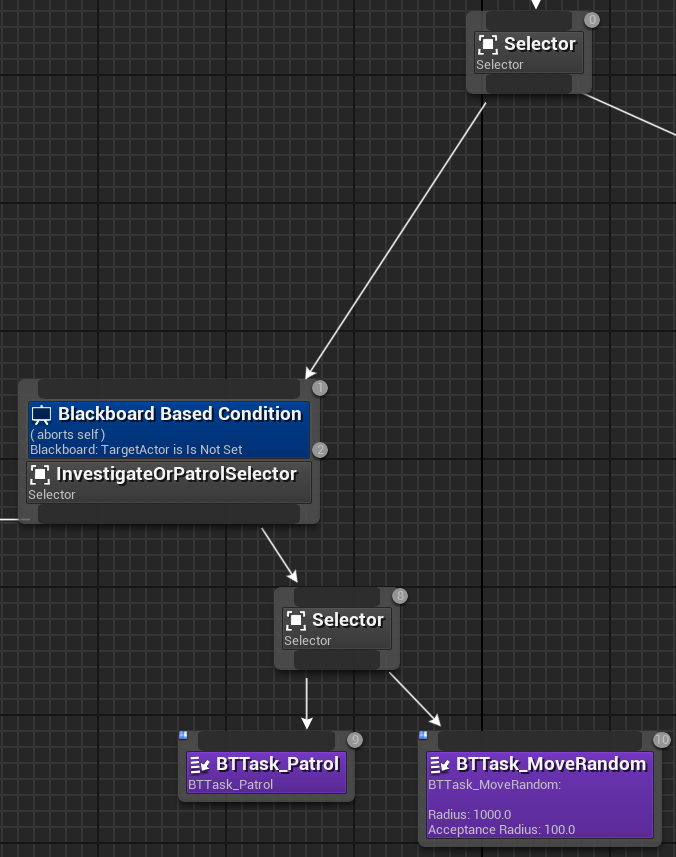 0
Selector
Selector
1
Blackboard Based Condition
( aborts self )
Blackboard: TargetActor is Is Not Set
2
InvestigateOrPatrolSelector
Selector
8
Selector
Selector
9
BTTask_Patrol
BTTask_Patrol
10
BTTask_MoveRandom
BTTask_MoveRandom:
Radius: 1000.0
Acceptance Radius: 100.0